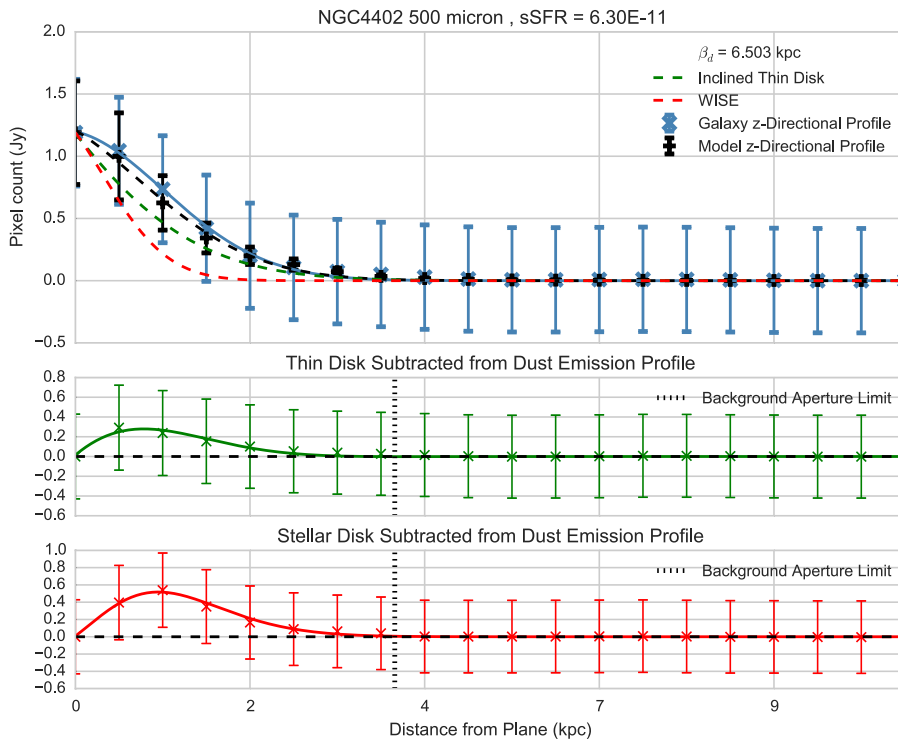 NGC4402 500 micron , sSFR = 6.30E-11
2.0
1.5
1.0
0.5
0.0
−0.5
Pixel count (Jy)
β_d = 6.503 kpc
Inclined Thin Disk
WISE
Galaxy z-Directional Profile
Model z-Directional Profile
Thin Disk Subtracted from Dust Emission Profile
0.8
0.6
0.4
0.2
0.0
−0.2
−0.4
−0.6
Background Aperture Limit
Stellar Disk Subtracted from Dust Emission Profile
1.0
0.8
0.6
0.4
0.2
0.0
−0.2
−0.4
−0.6
Background Aperture Limit
0 2 4 7 9
Distance from Plane (kpc)